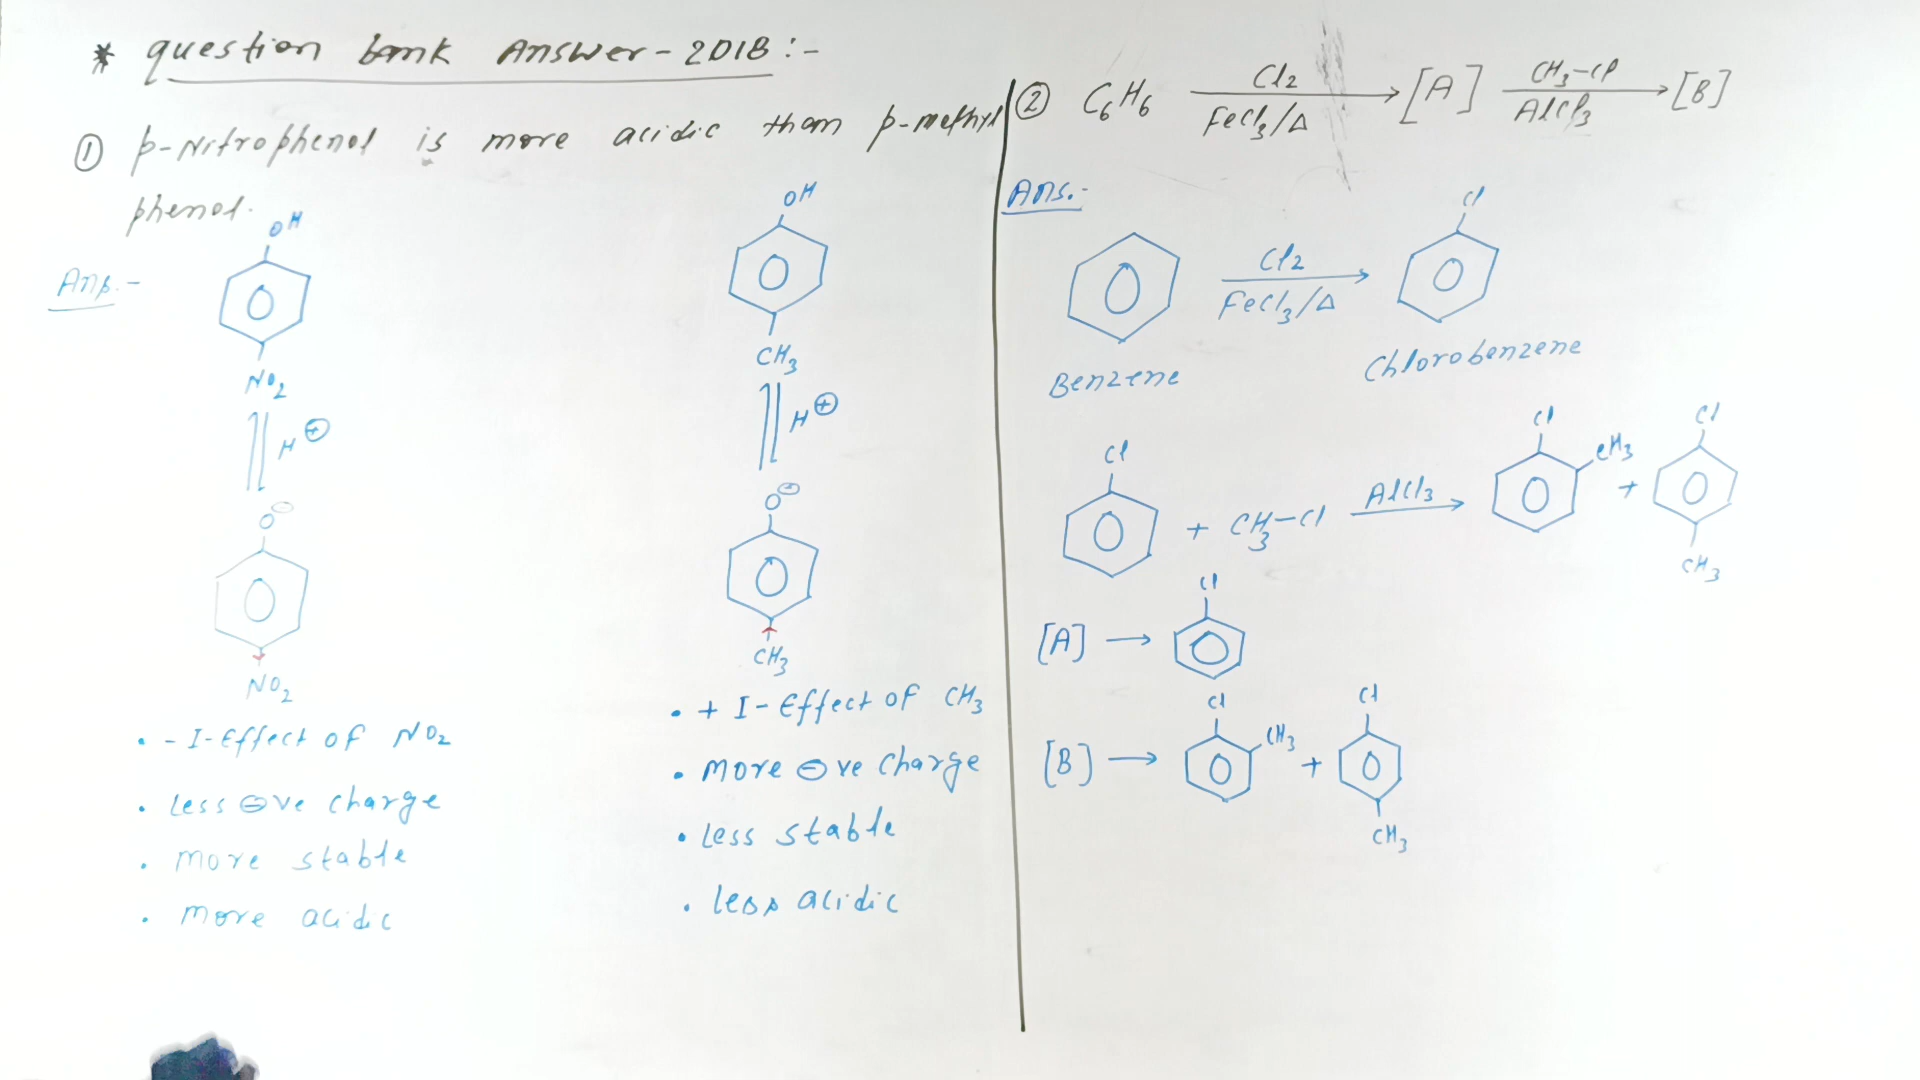 * question bank Answer - 2018 :-
① p-Nitrophenol is more acidic than p-methyl
phenol.
Ans. -
OH
NO2
H⊕
O⊖
NO2
• - I-Effect of NO2
• Less ⊖ve charge
• more stable
• more acidic
OH
CH3
H⊕
O⊖
CH3
• + I-Effect of CH3
• more ⊖ve charge
• Less stable
• less acidic
② C6H6 Cl2 FeCl3/Δ → [A] CH3-Cl AlCl3 → [B]
Ans.-
Cl
Cl2
FeCl3/Δ
Benzene
Chlorobenzene
Cl
+ CH3-Cl AlCl3 →
Cl
CH3
+
Cl
CH3
[A] →
Cl
[B] →
Cl
CH3
+
Cl
CH3